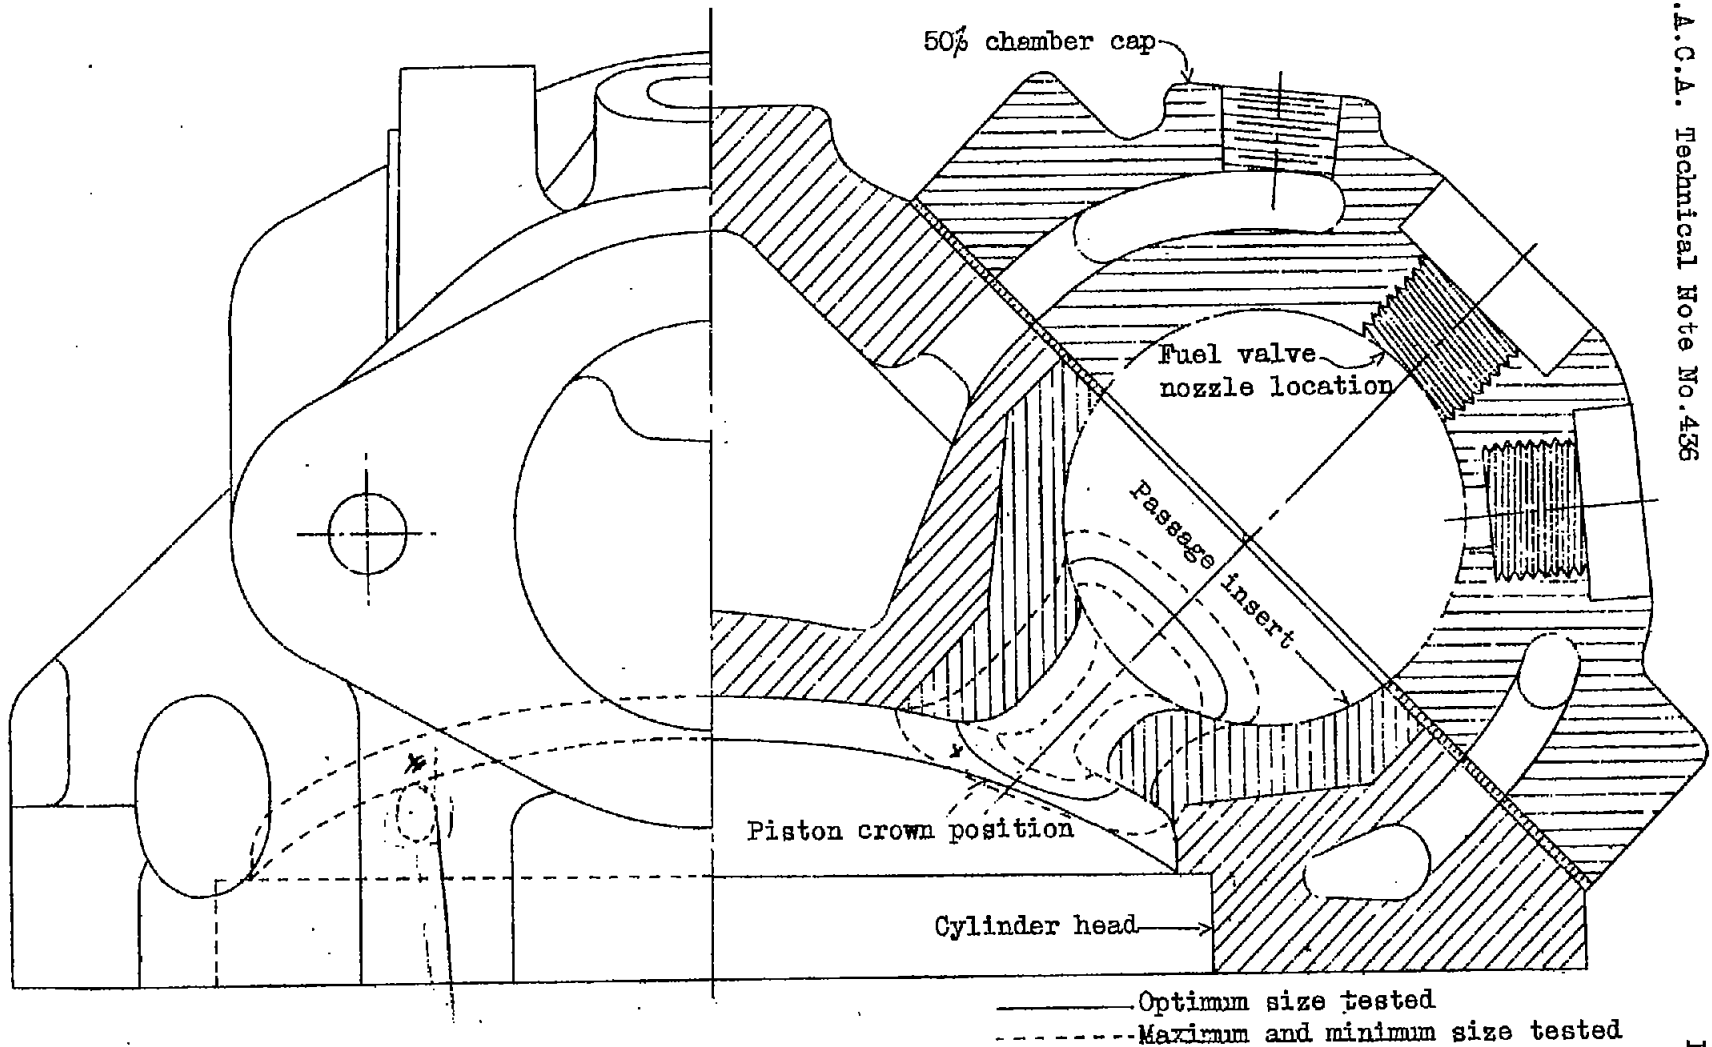 50% chamber cap
.A.C.A. Technical Note No.436
Fuel valve
nozzle location
Passage insert
Piston crown position
Cylinder head
Optimum size tested
Maximum and minimum size tested